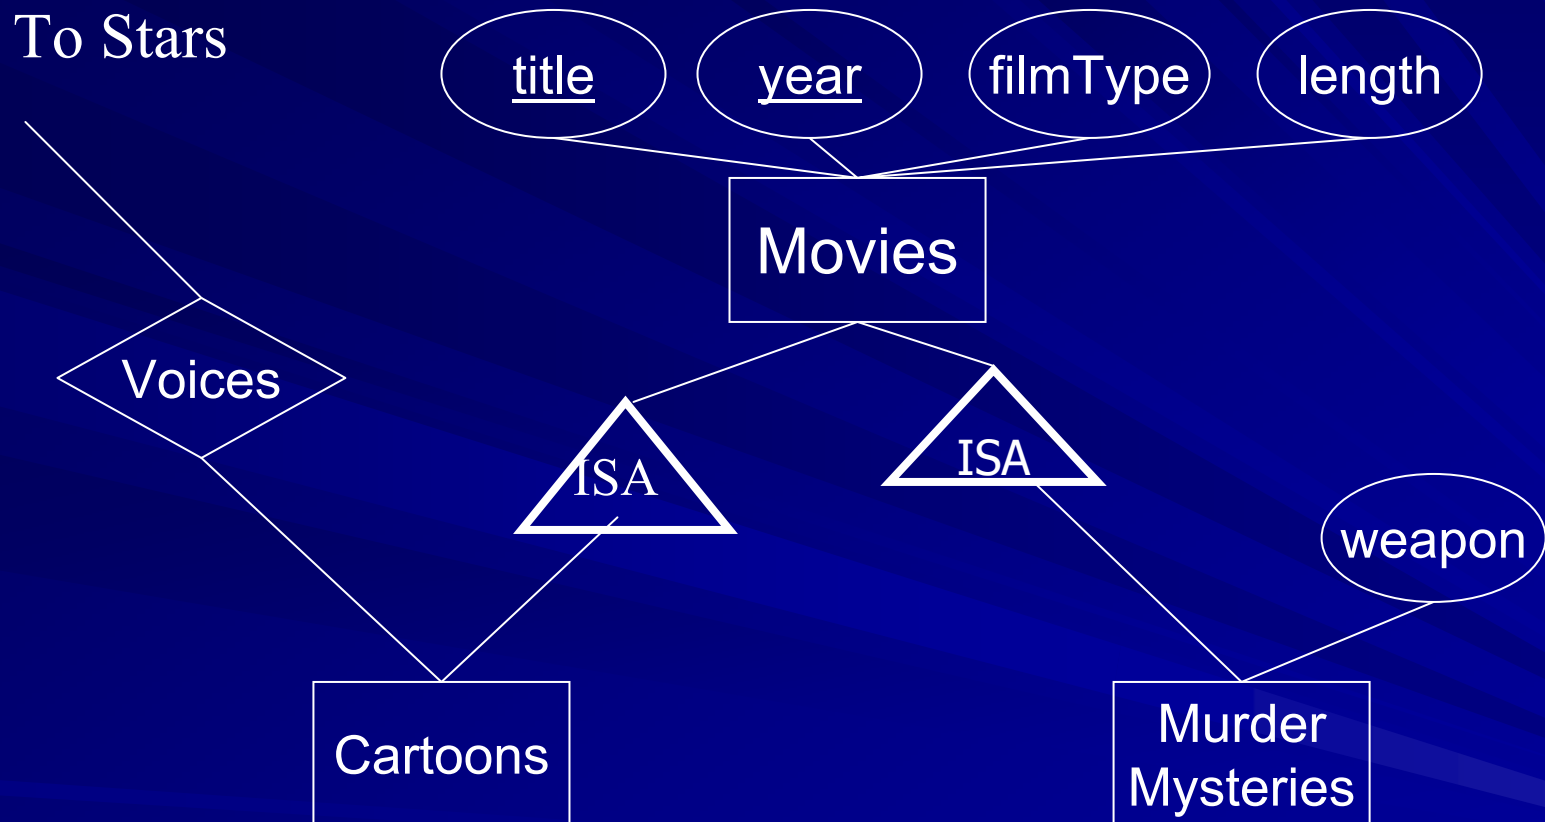 To Stars
title year filmType length
Movies
Voices
ISA
ISA
weapon
Cartoons
Murder
Mysteries